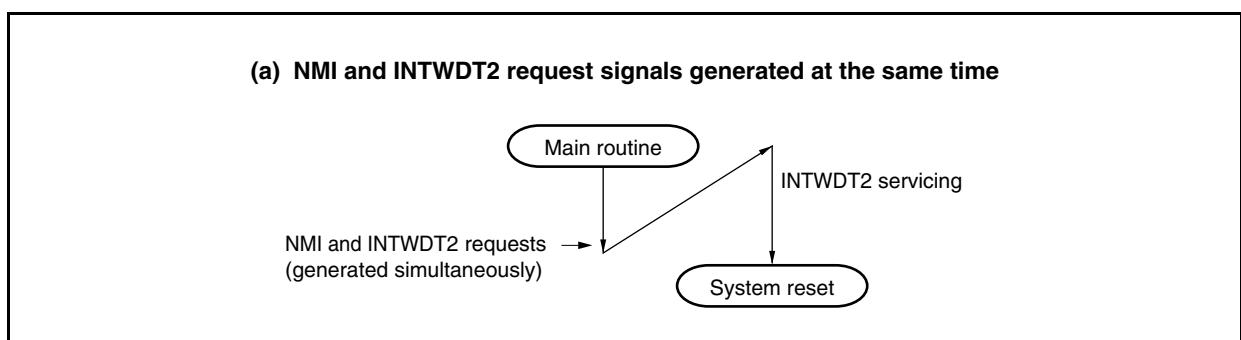 (a) NMI and INTWDT2 request signals generated at the same time
Main routine
INTWDT2 servicing
NMI and INTWDT2 requests
(generated simultaneously)
System reset